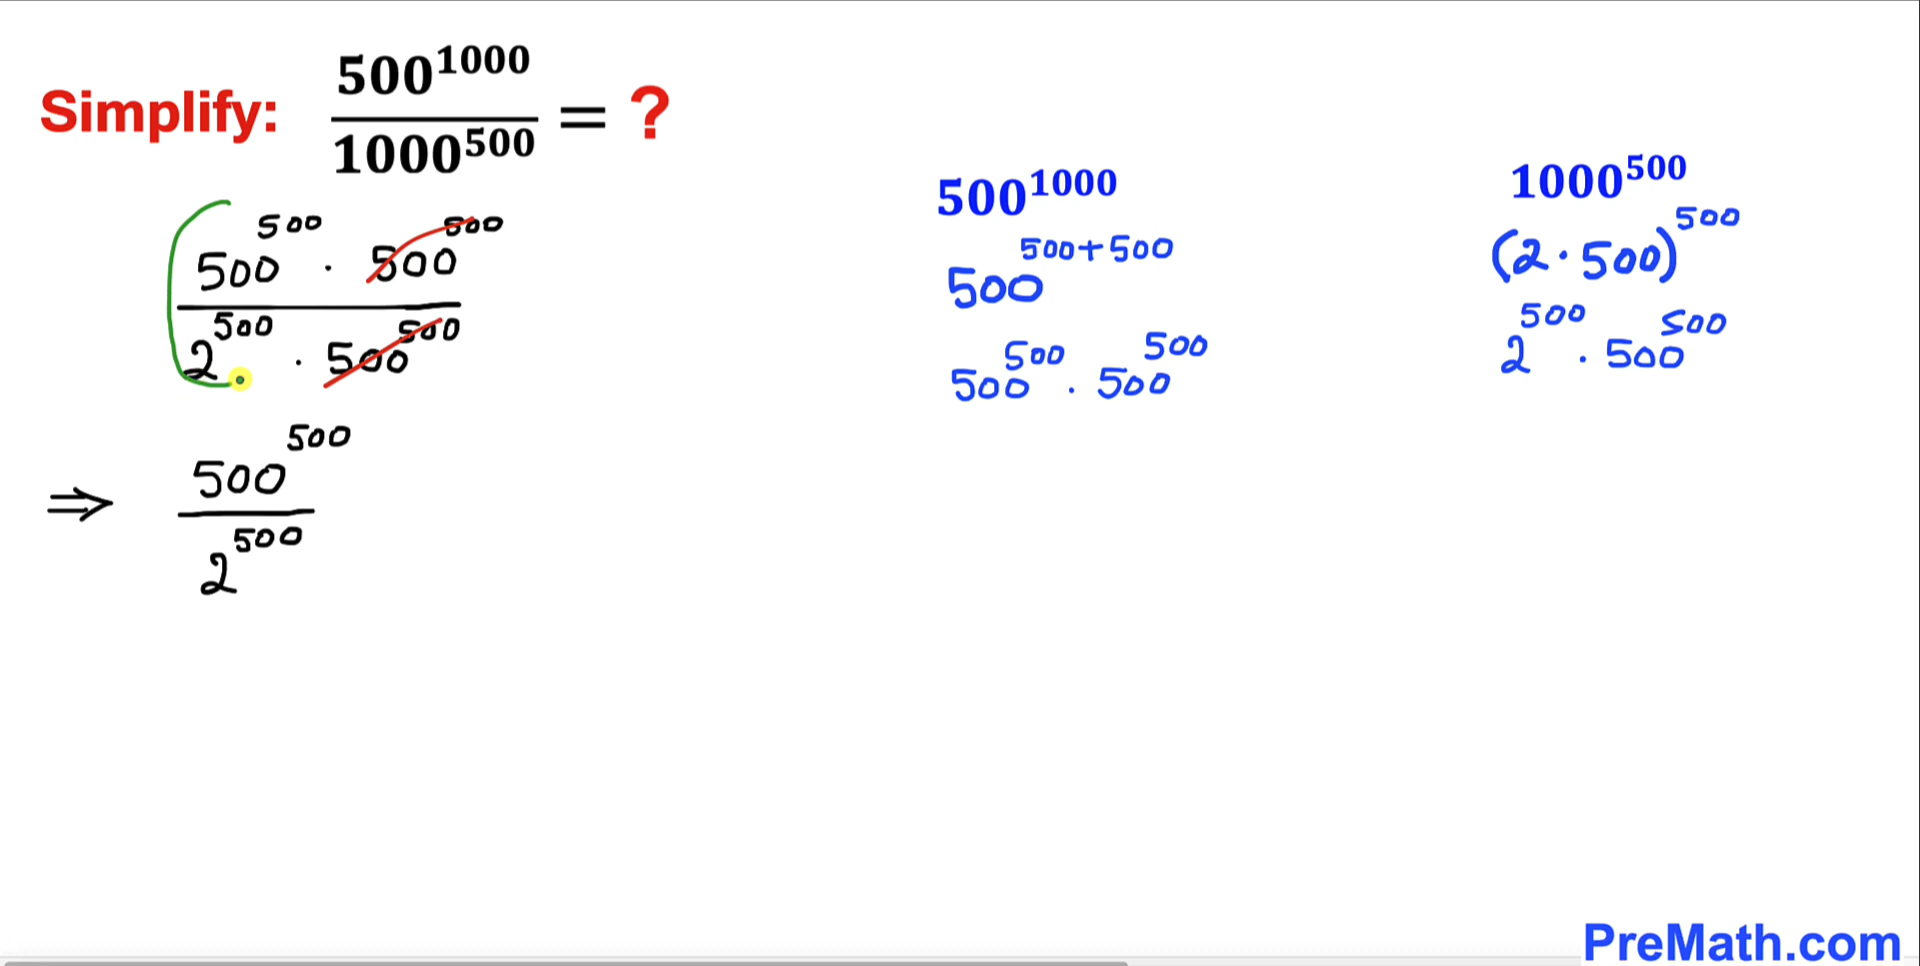 Simplify: 500^1000 / 1000^500 = ?
500^500 · 500^500
2^500 · 500^500
⇒ 500^500 / 2^500
500^1000
500^500+500
500^500 · 500^500
1000^500
(2 · 500)^500
2^500 · 500^500
PreMath.com